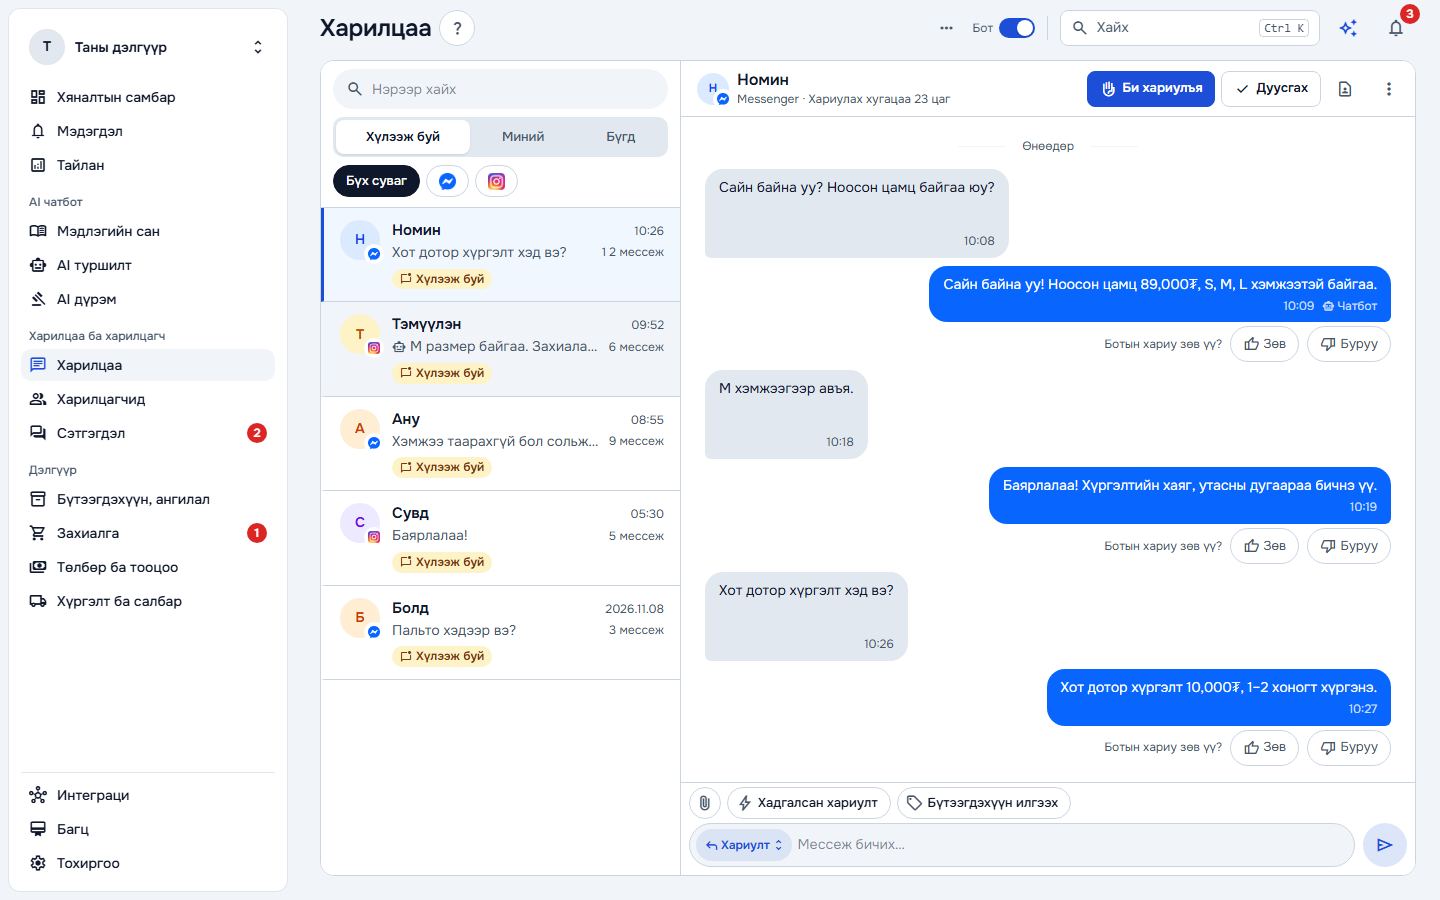 Т
Таны дэлгүүр
Хяналтын самбар
Мэдэгдэл
Тайлан
AI чатбот
Мэдлэгийн сан
AI туршилт
AI дүрэм
Харилцаа ба харилцагч
Харилцаа
Харилцагчид
Сэтгэгдэл
2
Дэлгүүр
Бүтээгдэхүүн, ангилал
Захиалга
1
Төлбөр ба тооцоо
Хүргэлт ба салбар
Интеграци
Багц
Тохиргоо
Харилцаа
?
Бот
Хайх
Ctrl K
3
Нэрээр хайх
Хүлээж буй
Миний
Бүгд
Бүх суваг
Н
Номин
10:26
Хот дотор хүргэлт хэд вэ?
12 мессеж
Хүлээж буй
Т
Тэмүүлэн
09:52
М размер байгаа. Захиала...
6 мессеж
Хүлээж буй
А
Ану
08:55
Хэмжээ таарахгүй бол сольж...
9 мессеж
Хүлээж буй
С
Сувд
05:30
Баярлалаа!
5 мессеж
Хүлээж буй
Б
Болд
2026.11.08
Пальто хэдээр вэ?
3 мессеж
Хүлээж буй
Н
Номин
Messenger · Хариулах хугацаа 23 цаг
Би хариулъя
Дуусгах
Өнөөдөр
Сайн байна уу? Ноосон цамц байгаа юу?
10:08
Сайн байна уу! Ноосон цамц 89,000₮, S, M, L хэмжээтэй байгаа.
10:09 Чатбот
Ботын хариу зөв үү?
Зөв
Буруу
М хэмжээгээр авъя.
10:18
Баярлалаа! Хүргэлтийн хаяг, утасны дугаараа бичнэ үү.
10:19
Ботын хариу зөв үү?
Зөв
Буруу
Хот дотор хүргэлт хэд вэ?
10:26
Хот дотор хүргэлт 10,000₮, 1–2 хоногт хүргэнэ.
10:27
Ботын хариу зөв үү?
Зөв
Буруу
Хадгалсан хариулт
Бүтээгдэхүүн илгээх
Хариулт
Мессеж бичих...